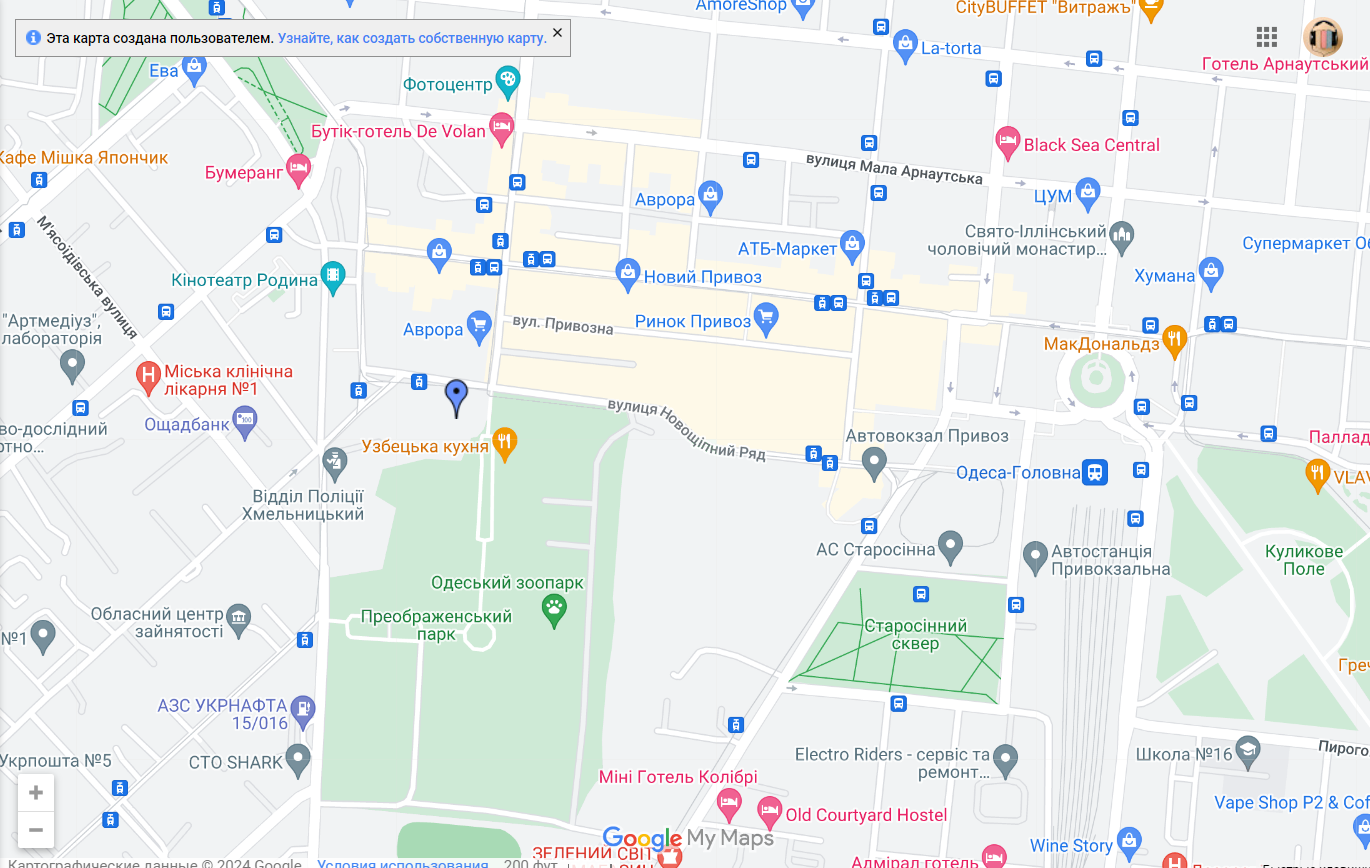 AmoreShop
CityBUFFET "Витражъ"
Эта карта создана пользователем. Узнайте, как создать собственную карту.
La-torta
Готель Арнаутський
Ева
Фотоцентр
Бутік-готель De Volan
Black Sea Central
Кафе Мішка Япончик
вулиця Мала Арнаутська
Бумеранг
Аврора
ЦУМ
М'ясоїдівська вулиця
АТБ-Маркет
Свято-Іллінський
чоловічий монастир...
Супермаркет Об
Кінотеатр Родина
Новий Привоз
Хумана
"Артмедіуз",
лабораторія
Аврора
вул. Привозна
Ринок Привоз
МакДональдз
Міська клінічна
лікарня №1
Ощадбанк
во-дослідний
ртно...
вулиця Новощіпний Ряд
Узбецька кухня
Автовокзал Привоз
Паллад
Одеса-Головна
VLAV
Відділ Поліції
Хмельницький
АС Старосінна
Автостанція
Привокзальна
Куликове
Поле
Одеський зоопарк
Преображенський
парк
Обласний центр
зайнятості
№1
Старосінний
сквер
Греч
АЗС УКРНАФТА
15/016
Укрпошта №5
СТО SHARK
Electro Riders - сервіс та
ремонт...
Школа №16
Пирого
Міні Готель Колібрі
Old Courtyard Hostel
Vape Shop P2 & Cof
Google My Maps
Wine Story
ЗЕЛЕНИЙ СВІТ
Адмірал готель
Картографические данные © 2024 Google
Условия использования
200 фут